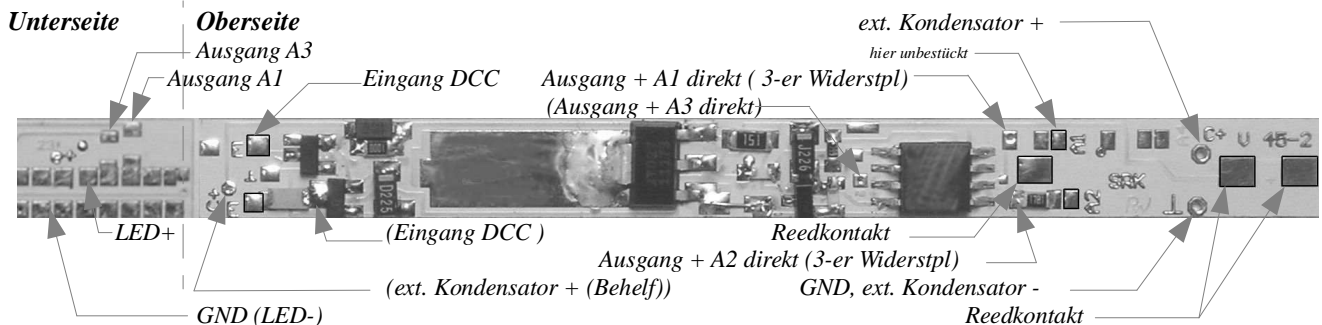 Unterseite
Oberseite
ext. Kondensator +
Ausgang A3
hier unbestückt
Ausgang A1
Eingang DCC
Ausgang + A1 direkt ( 3-er Widerstpl)
(Ausgang + A3 direkt)
C+
U 45-2
E
151
J226
D225
SRK
LED+
(Eingang DCC )
Reedkontakt
Ausgang + A2 direkt (3-er Widerstpl)
(ext. Kondensator + (Behelf))
GND, ext. Kondensator -
GND (LED-)
Reedkontakt